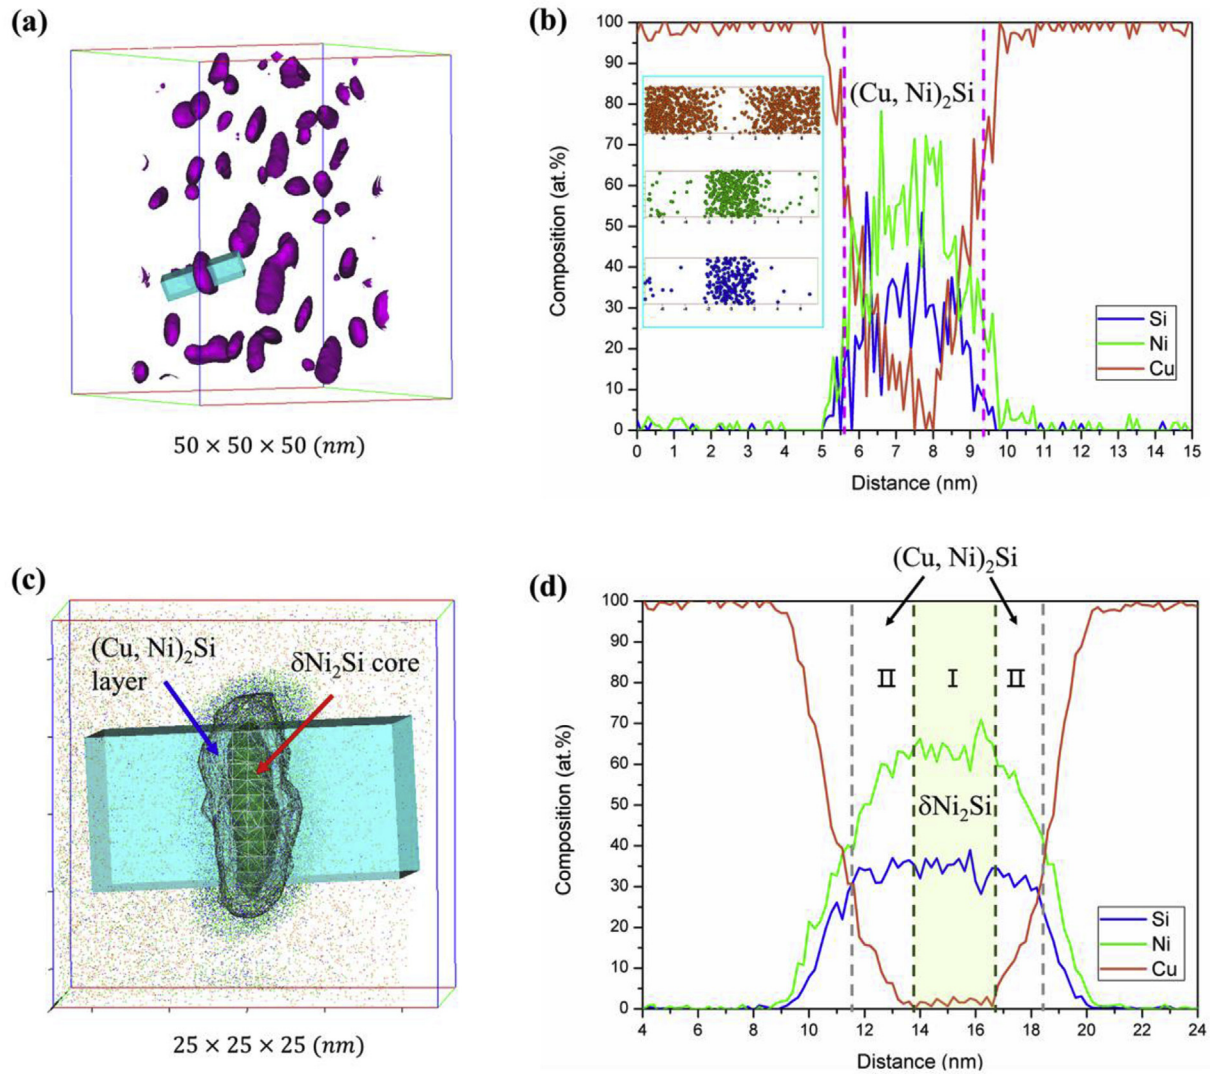 (a)
50 × 50 × 50 (nm)
(b)
(Cu, Ni)₂Si
Composition (at.%)
100
90
80
70
60
50
40
30
20
10
0
0 1 2 3 4 5 6 7 8 9 10 11 12 13 14 15
Distance (nm)
Si
Ni
Cu
(c)
(Cu, Ni)₂Si
layer
δNi₂Si core
25 × 25 × 25 (nm)
(d)
(Cu, Ni)₂Si
II I II
δNi₂Si
Composition (at.%)
100
90
80
70
60
50
40
30
20
10
0
4 6 8 10 12 14 16 18 20 22 24
Distance (nm)
Si
Ni
Cu